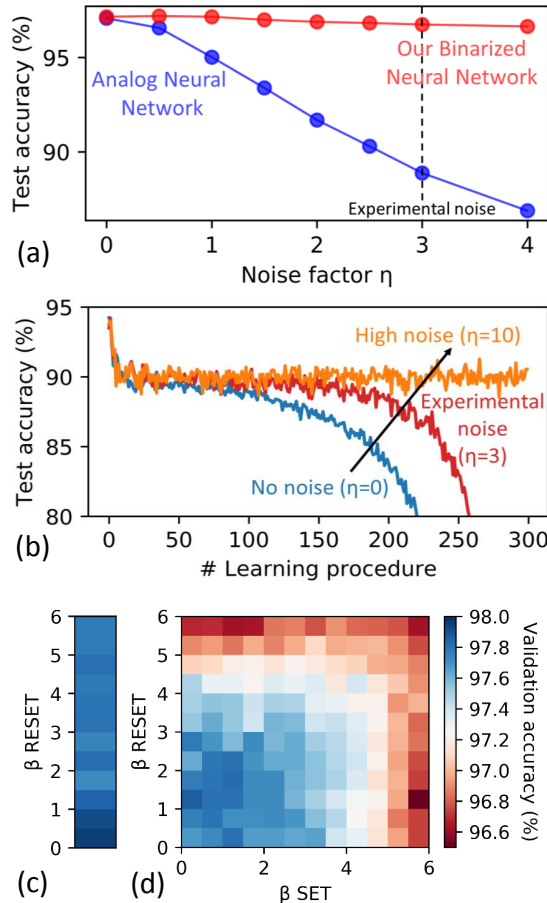 Test accuracy (%)
95
90
Analog Neural
Network
Our Binarized
Neural Network
Experimental noise
0 1 2 3 4
Noise factor η
(a)
Test accuracy (%)
95
90
85
80
High noise (η=10)
Experimental
noise
(η=3)
No noise (η=0)
0 50 100 150 200 250 300
# Learning procedure
(b)
β RESET
6
5
4
3
2
1
0
(c)
β RESET
6
5
4
3
2
1
0
0 2 4 6
β SET
(d)
98.0
97.8
97.6
97.4
97.2
97.0
96.8
96.6
Validation accuracy (%)